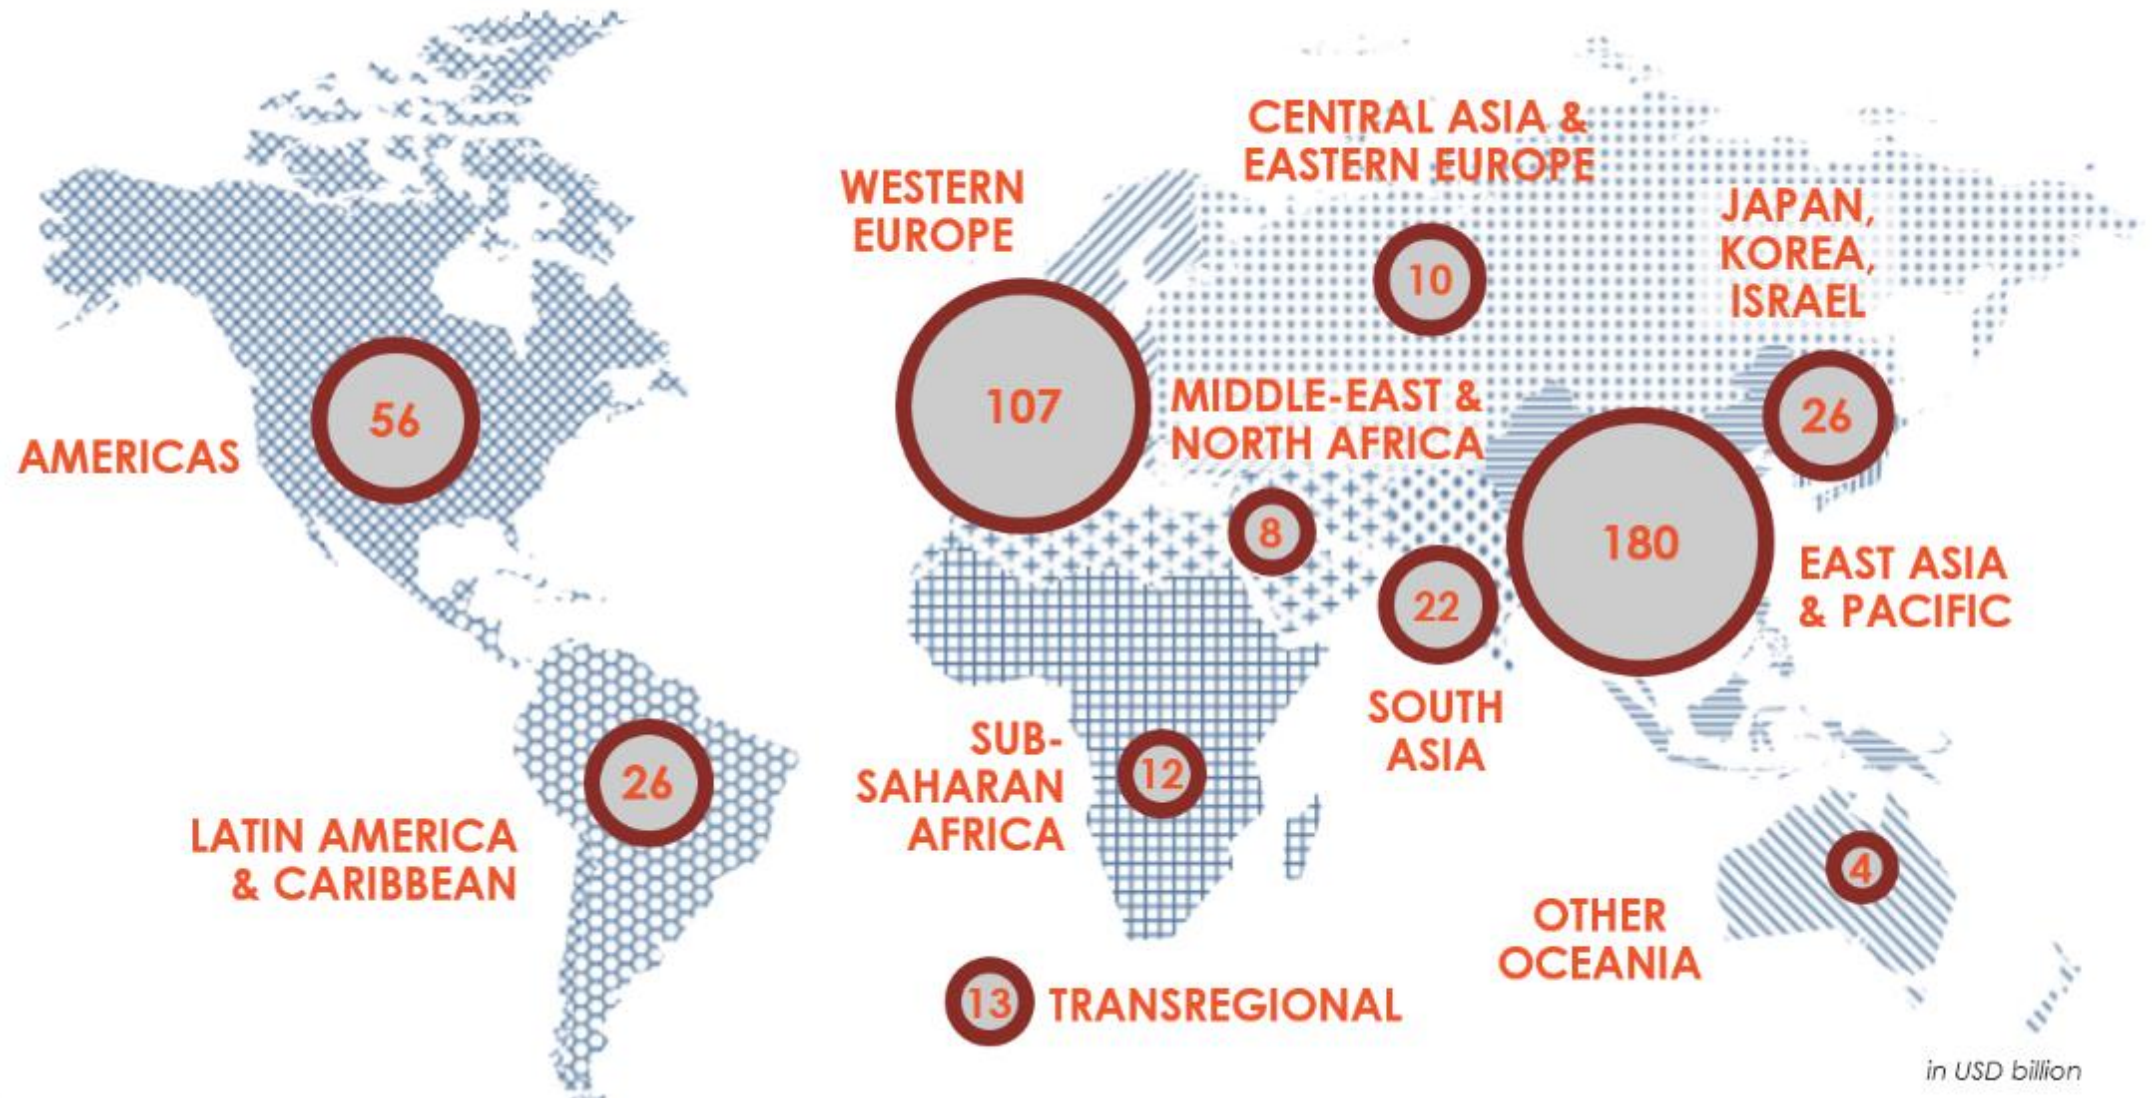 CENTRAL ASIA &
EASTERN EUROPE
WESTERN
EUROPE
JAPAN,
KOREA,
ISRAEL
10
107
MIDDLE-EAST &
NORTH AFRICA
26
56
AMERICAS
8
180
EAST ASIA
& PACIFIC
22
SOUTH
ASIA
SUB-
SAHARAN
AFRICA
12
26
LATIN AMERICA
& CARIBBEAN
4
OTHER
OCEANIA
13 TRANSREGIONAL
in USD billion